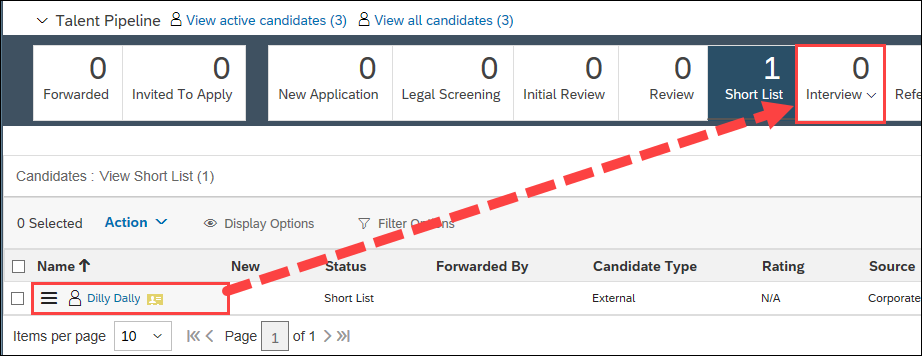 Talent Pipeline View active candidates (3) View all candidates (3)
0 0 0 0 0 0 1 0
Forwarded Invited To Apply New Application Legal Screening Initial Review Review Short List Interview Refe
Candidates : View Short List (1)
0 Selected Action Display Options Filter Options
Name New Status Forwarded By Candidate Type Rating Source
Dilly Dally Short List External N/A Corporate
Items per page 10 Page 1 of 1